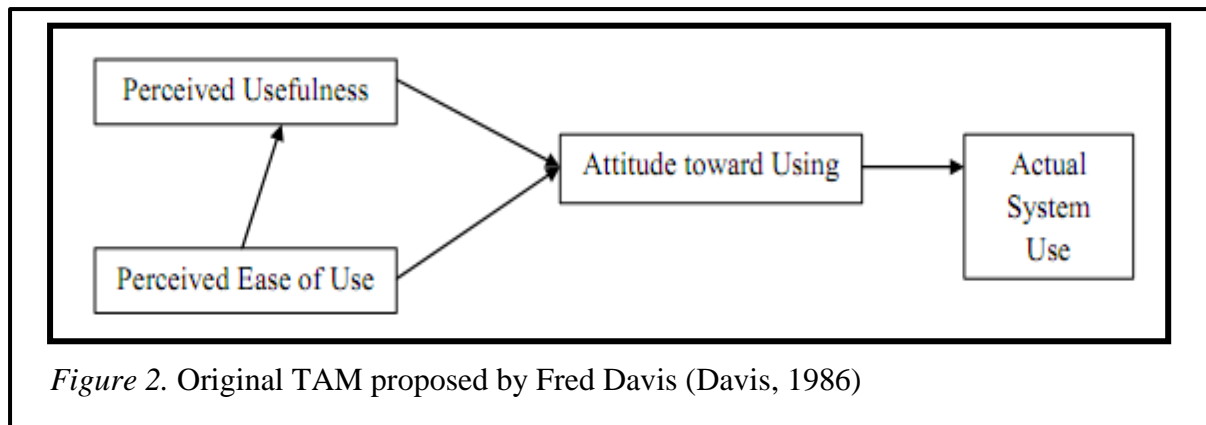 Perceived Usefulness
Perceived Ease of Use
Attitude toward Using
Actual
System
Use
Figure 2. Original TAM proposed by Fred Davis (Davis, 1986)